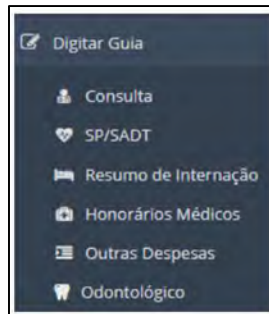 Digitar Guia
Consulta
SP/SADT
Resumo de Internação
Honorários Médicos
Outras Despesas
Odontológico